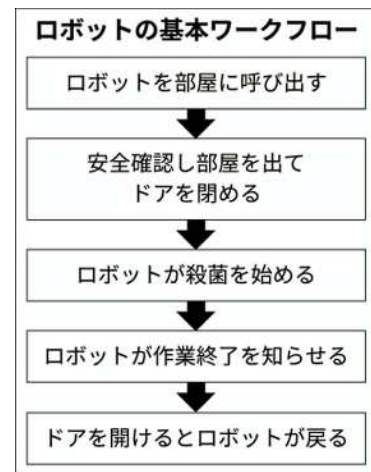 ロボットの基本ワークフロー
ロボットを部屋に呼び出す
安全確認し部屋を出て
ドアを閉める
ロボットが殺菌を始める
ロボットが作業終了を知らせる
ドアを開けるとロボットが戻る